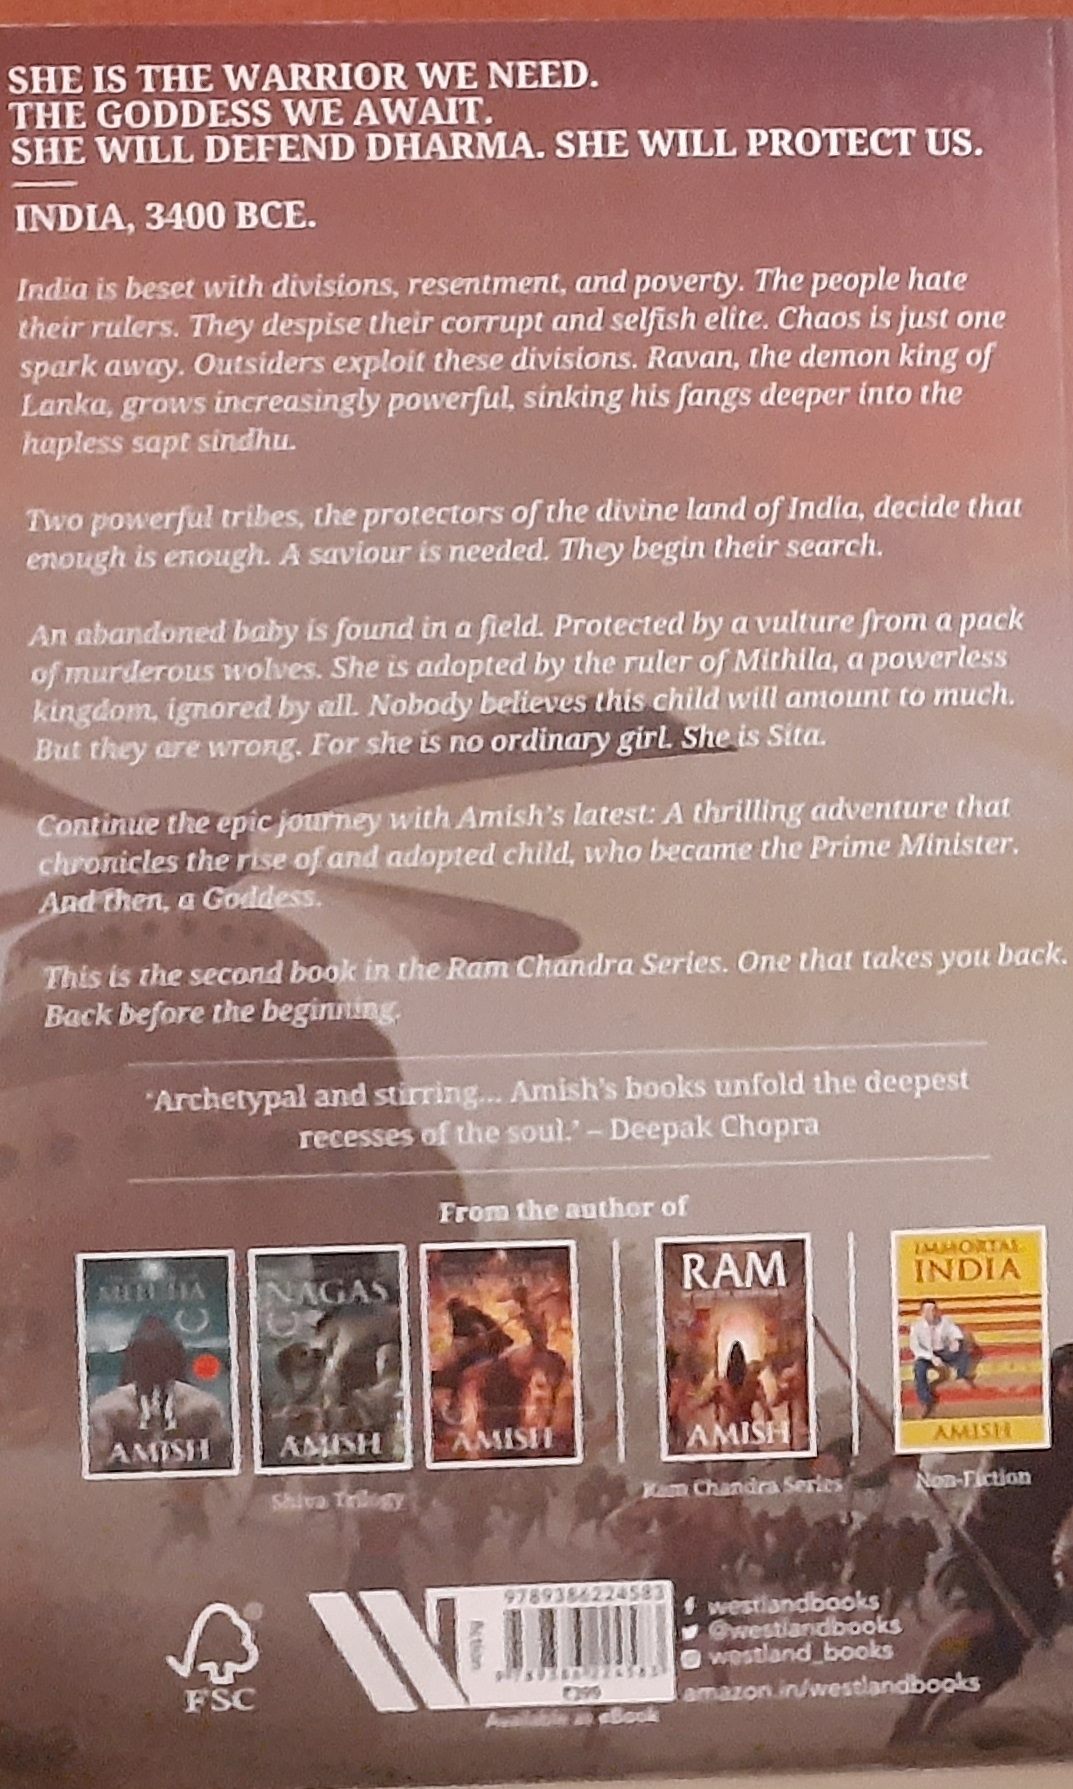 SHE IS THE WARRIOR WE NEED.
THE GODDESS WE AWAIT.
SHE WILL DEFEND DHARMA. SHE WILL PROTECT US.
INDIA, 3400 BCE.
India is beset with divisions, resentment, and poverty. The people hate
their rulers. They despise their corrupt and selfish elite. Chaos is just one
spark away. Outsiders exploit these divisions. Ravan, the demon king of
Lanka, grows increasingly powerful, sinking his fangs deeper into the
hapless sapt sindhu.
Two powerful tribes, the protectors of the divine land of India, decide that
enough is enough. A saviour is needed. They begin their search.
An abandoned baby is found in a field. Protected by a vulture from a pack
of murderous wolves. She is adopted by the ruler of Mithila, a powerless
kingdom, ignored by all. Nobody believes this child will amount to much.
But they are wrong. For she is no ordinary girl. She is Sita.
Continue the epic journey with Amish's latest: A thrilling adventure that
chronicles the rise of and adopted child, who became the Prime Minister.
And then, a Goddess.
This is the second book in the Ram Chandra Series. One that takes you back.
Back before the beginning.
'Archetypal and stirring... Amish's books unfold the deepest
recesses of the soul.' – Deepak Chopra
From the author of
MELUHA
AMISH
NAGAS
AMISH
AMISH
RAM
AMISH
IMMORTAL
INDIA
AMISH
Shiva Trilogy
Ram Chandra Series
Non-Fiction
FSC
Fiction
9789386224583
9 789386 224583
₹399
Available as eBook
westlandbooks
@westlandbooks
westland_books
amazon.in/westlandbooks